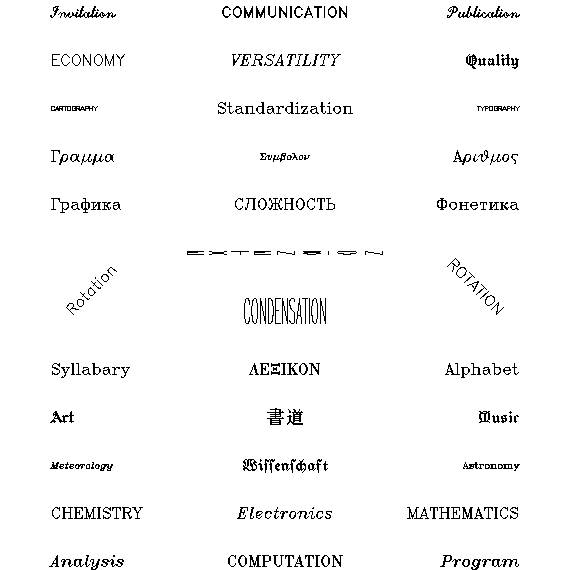 Invitation COMMUNICATION Publication
ECONOMY VERSATILITY Quality
CARTOGRAPHY Standardization TYPOGRAPHY
Γραμμα Συμβολον Αριθμος
Графика СЛОЖНОСТЬ Фонетика
EXTENSION
Rotation ROTATION
CONDENSATION
Syllabary ΛΕΞΙΚΟΝ Alphabet
Art 書道 Music
Meteorology Wiſſenſchaft Astronomy
CHEMISTRY Electronics MATHEMATICS
Analysis COMPUTATION Program